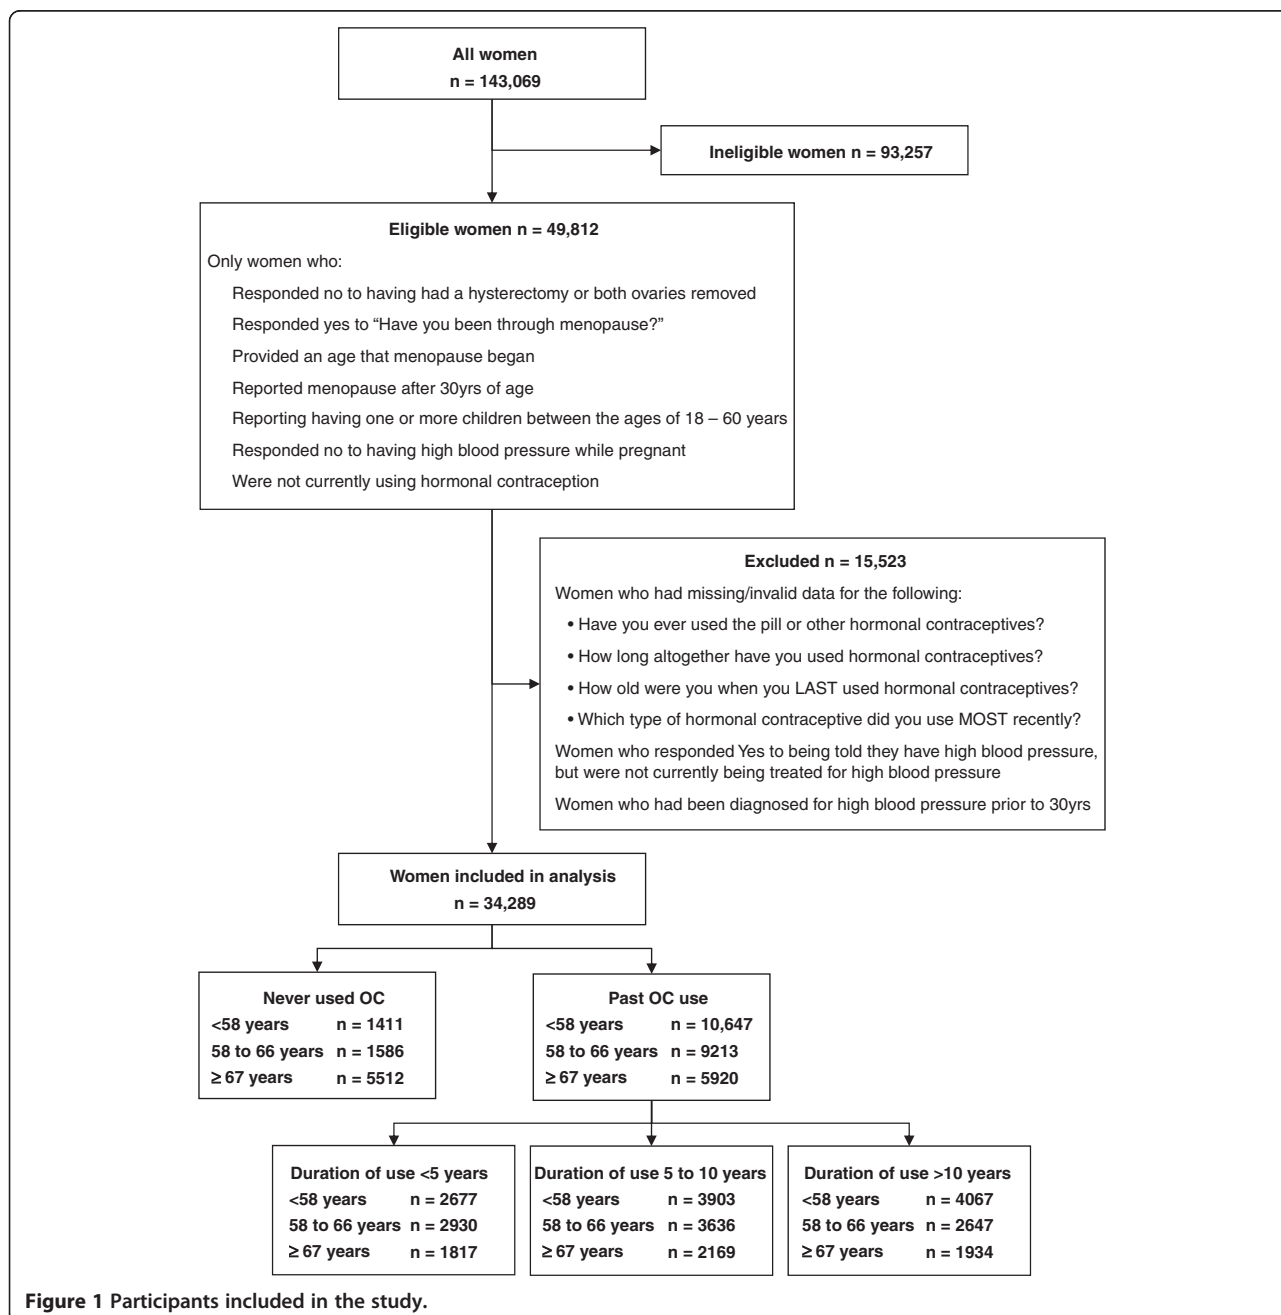 All women
n = 143,069
Ineligible women n = 93,257
Eligible women n = 49,812
Only women who:
Responded no to having had a hysterectomy or both ovaries removed
Responded yes to “Have you been through menopause?”
Provided an age that menopause began
Reported menopause after 30yrs of age
Reporting having one or more children between the ages of 18 – 60 years
Responded no to having high blood pressure while pregnant
Were not currently using hormonal contraception
Excluded n = 15,523
Women who had missing/invalid data for the following:
• Have you ever used the pill or other hormonal contraceptives?
• How long altogether have you used hormonal contraceptives?
• How old were you when you LAST used hormonal contraceptives?
• Which type of hormonal contraceptive did you use MOST recently?
Women who responded Yes to being told they have high blood pressure,
but were not currently being treated for high blood pressure
Women who had been diagnosed for high blood pressure prior to 30yrs
Women included in analysis
n = 34,289
Never used OC
<58 years n = 1411
58 to 66 years n = 1586
≥ 67 years n = 5512
Past OC use
<58 years n = 10,647
58 to 66 years n = 9213
≥ 67 years n = 5920
Duration of use <5 years
<58 years n = 2677
58 to 66 years n = 2930
≥ 67 years n = 1817
Duration of use 5 to 10 years
<58 years n = 3903
58 to 66 years n = 3636
≥ 67 years n = 2169
Duration of use >10 years
<58 years n = 4067
58 to 66 years n = 2647
≥ 67 years n = 1934
Figure 1 Participants included in the study.